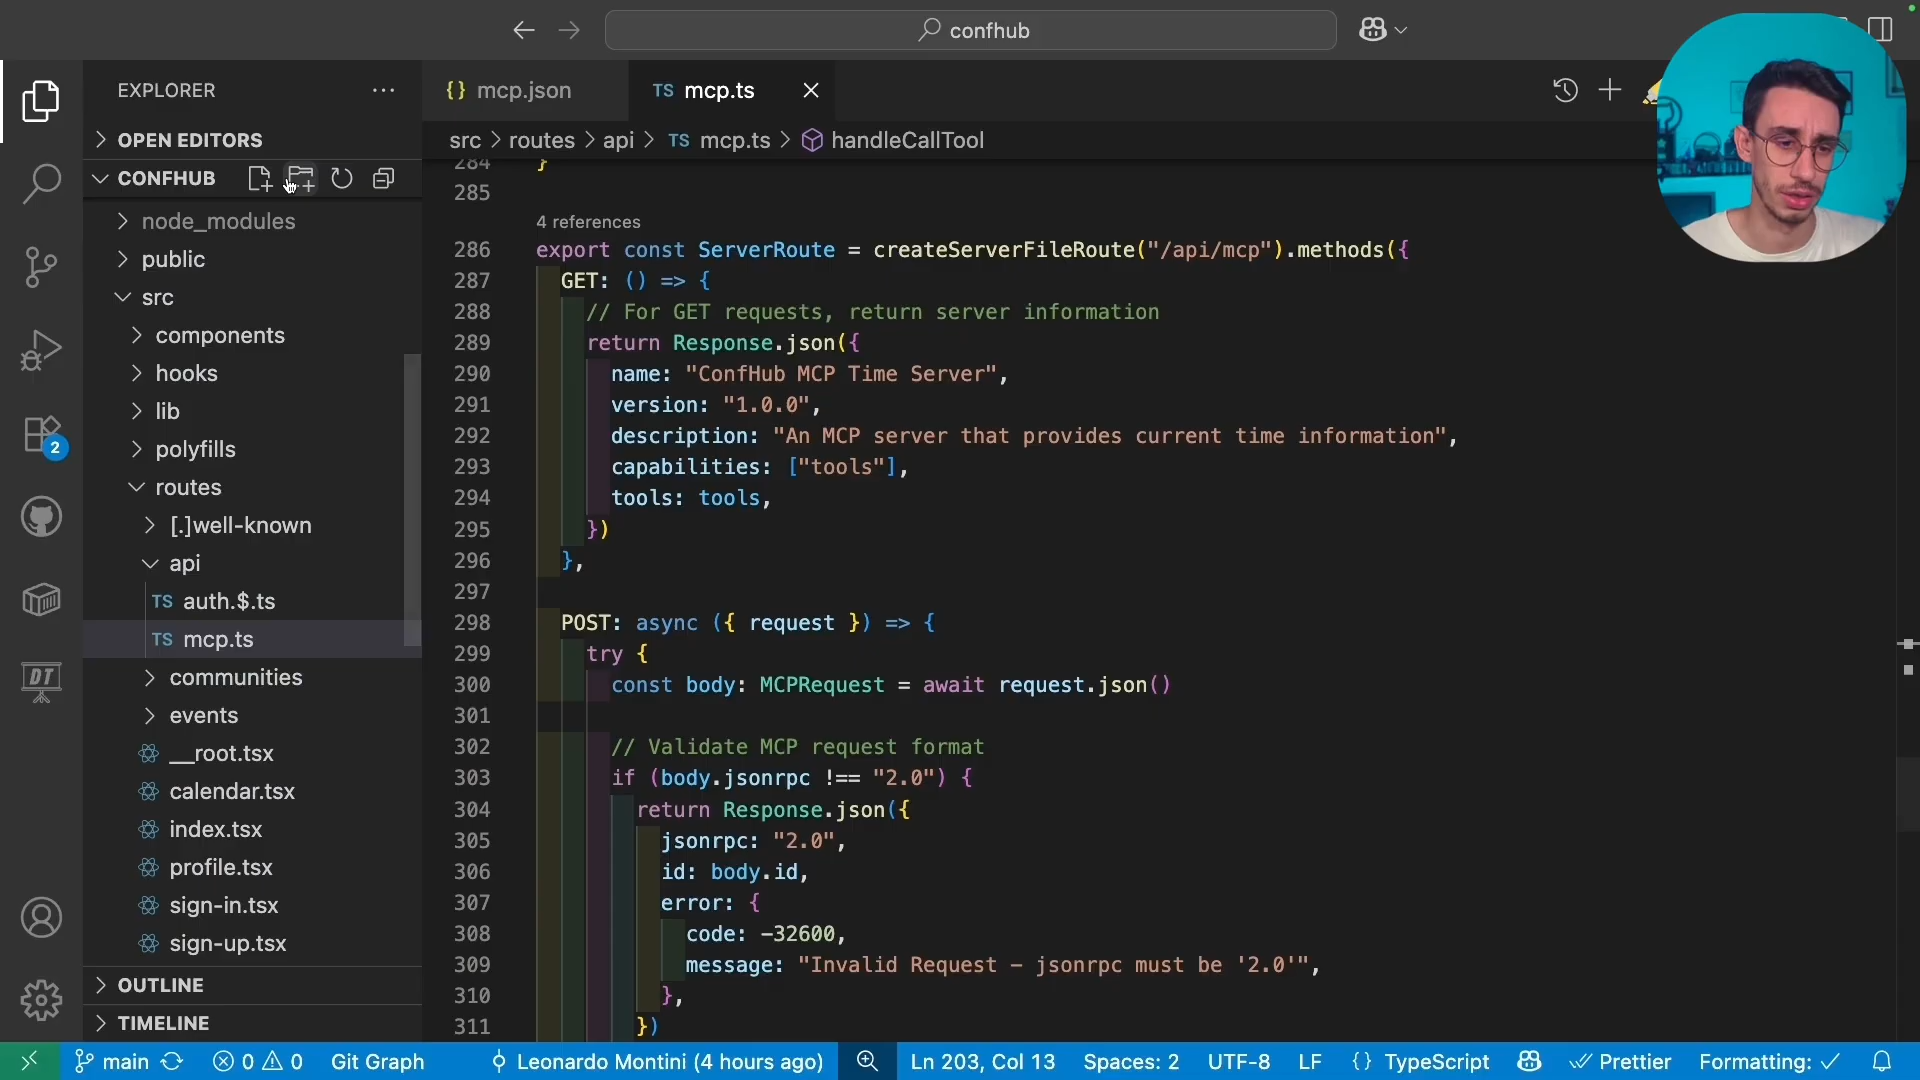 confhub
EXPLORER
mcp.json
TS mcp.ts
OPEN EDITORS
src > routes > api > TS mcp.ts > handleCallTool
CONFHUB
node_modules
public
src
components
hooks
lib
polyfills
routes
[.]well-known
api
TS auth.$.ts
TS mcp.ts
communities
events
__root.tsx
calendar.tsx
index.tsx
profile.tsx
sign-in.tsx
sign-up.tsx
OUTLINE
TIMELINE
2
DT
284 }
285
4 references
286 export const ServerRoute = createServerFileRoute("/api/mcp").methods({
287 GET: () => {
288 // For GET requests, return server information
289 return Response.json({
290 name: "ConfHub MCP Time Server",
291 version: "1.0.0",
292 description: "An MCP server that provides current time information",
293 capabilities: ["tools"],
294 tools: tools,
295 })
296 },
297
298 POST: async ({ request }) => {
299 try {
300 const body: MCPRequest = await request.json()
301
302 // Validate MCP request format
303 if (body.jsonrpc !== "2.0") {
304 return Response.json({
305 jsonrpc: "2.0",
306 id: body.id,
307 error: {
308 code: -32600,
309 message: "Invalid Request - jsonrpc must be '2.0'",
310 },
311 })
main 0 0 Git Graph Leonardo Montini (4 hours ago) Ln 203, Col 13 Spaces: 2 UTF-8 LF {} TypeScript Prettier Formatting: ✓